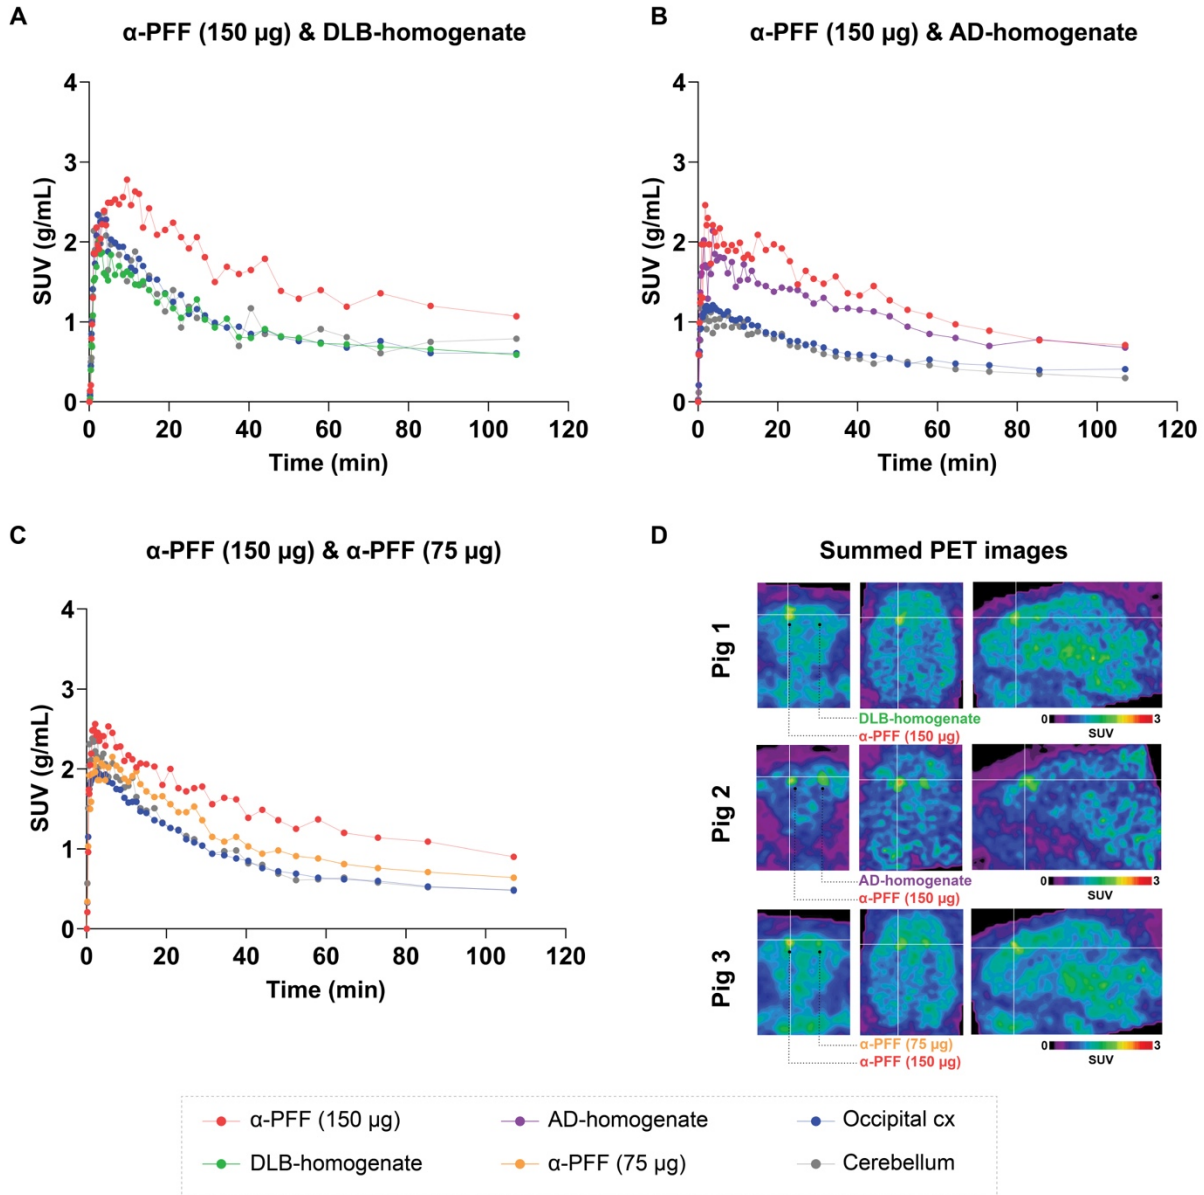 A
α-PFF (150 µg) & DLB-homogenate
4
3
2
1
0
SUV (g/mL)
0 20 40 60 80 100 120
Time (min)
B
α-PFF (150 µg) & AD-homogenate
4
3
2
1
0
SUV (g/mL)
0 20 40 60 80 100 120
Time (min)
C
α-PFF (150 µg) & α-PFF (75 µg)
4
3
2
1
0
SUV (g/mL)
0 20 40 60 80 100 120
Time (min)
D
Summed PET images
Pig 1
DLB-homogenate
α-PFF (150 µg)
0 3
SUV
Pig 2
AD-homogenate
α-PFF (150 µg)
0 3
SUV
Pig 3
α-PFF (75 µg)
α-PFF (150 µg)
0 3
SUV
α-PFF (150 µg) AD-homogenate Occipital cx
DLB-homogenate α-PFF (75 µg) Cerebellum